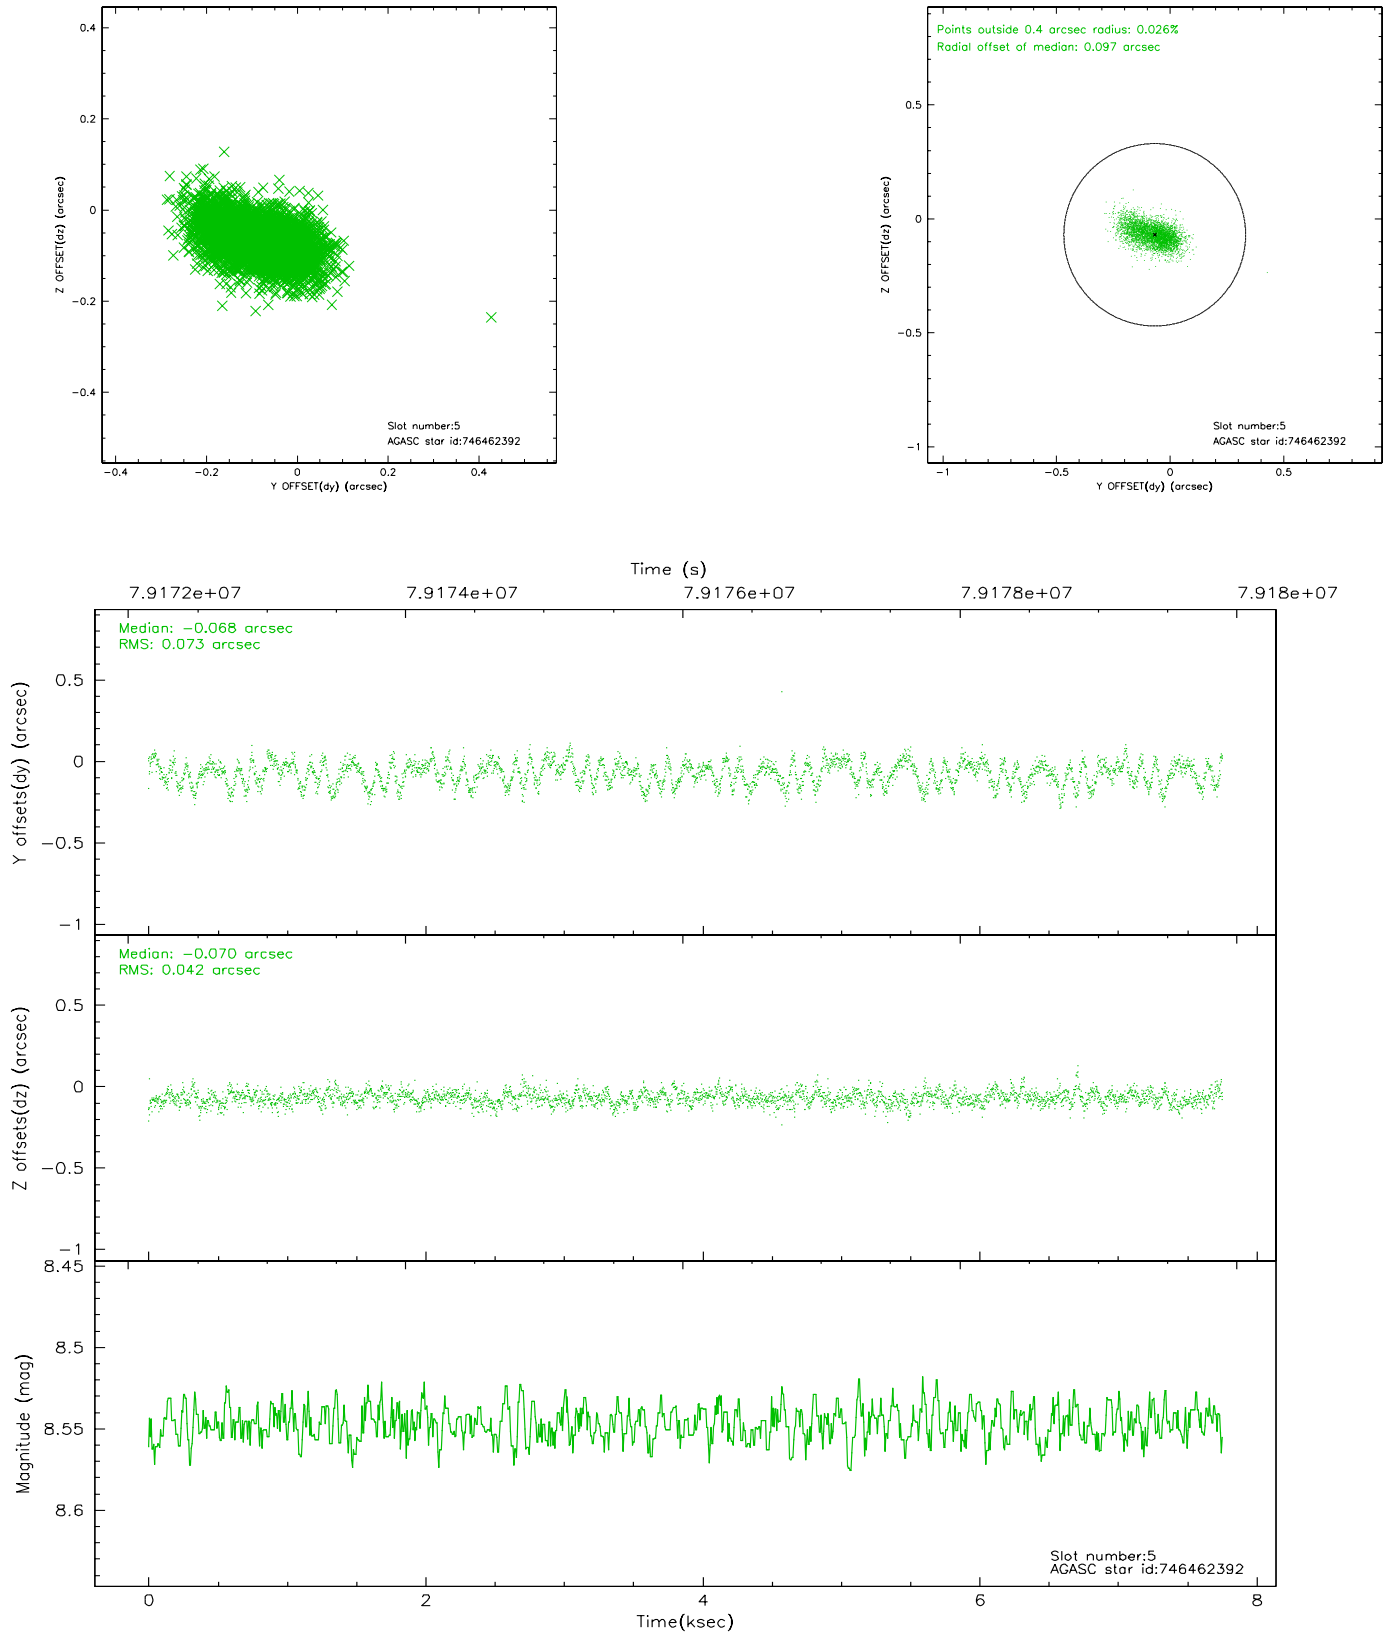 0.4
0.2
0
-0.2
-0.4
Z OFFSET(dz) (arcsec)
Slot number:5
AGASC star id:746462392
-0.4 -0.2 0 0.2 0.4
Y OFFSET(dy) (arcsec)
Points outside 0.4 arcsec radius: 0.026%
Radial offset of median: 0.097 arcsec
0.5
0
-0.5
-1
Z OFFSET(dz) (arcsec)
Slot number:5
AGASC star id:746462392
-1 -0.5 0 0.5
Y OFFSET(dy) (arcsec)
Time (s)
7.9172e+07 7.9174e+07 7.9176e+07 7.9178e+07 7.918e+07
Median: -0.068 arcsec
RMS: 0.073 arcsec
0.5
0
-0.5
-1
Y offsets(dy) (arcsec)
Median: -0.070 arcsec
RMS: 0.042 arcsec
0.5
0
-0.5
-1
Z offsets(dz) (arcsec)
8.45
8.5
8.55
8.6
Magnitude (mag)
Slot number:5
AGASC star id:746462392
0 2 4 6 8
Time(ksec)